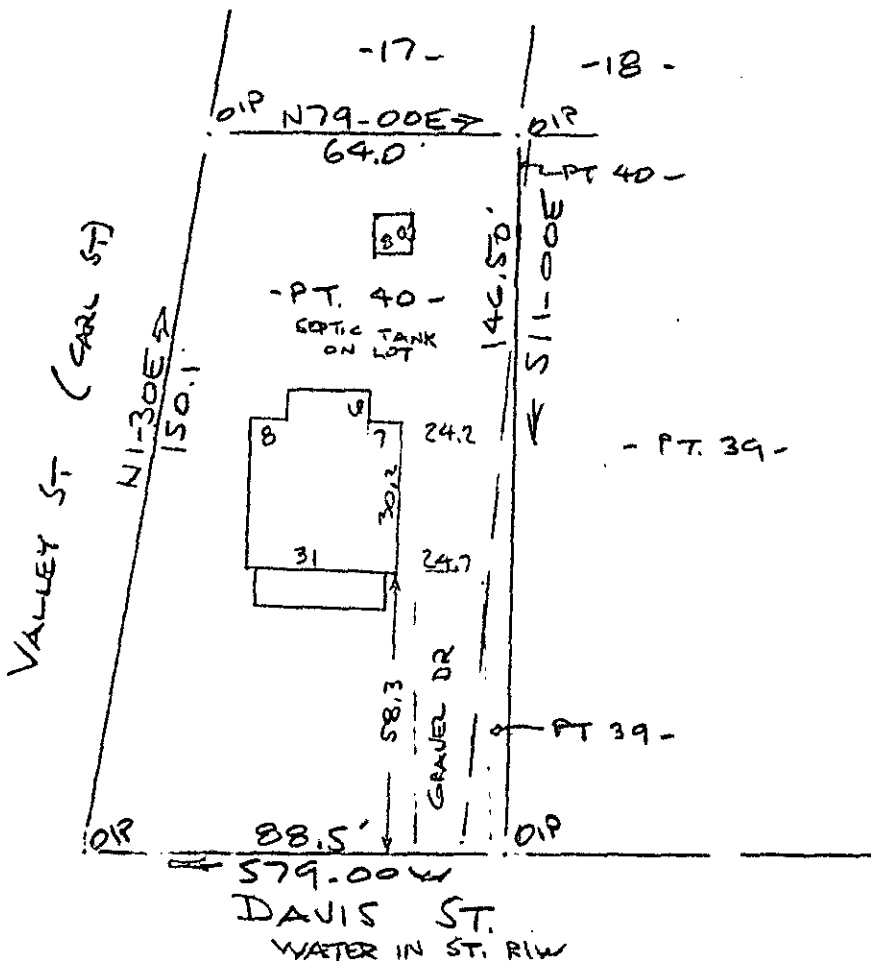 -17-
-18-
OIP
N79-00E
OIP
64.0'
PT 40-
8
-PT. 40-
SEPTIC TANK
ON LOT
146.50'
S11-00E
VALLEY ST (CARL ST)
N1-30E
150.1
8
6
7
24.2
30.2
-PT. 39-
31
24.7
58.3
GRAVEL DR
PT 39-
OIP
88.5'
OIP
S79.00W
DAVIS ST.
WATER IN ST. R/W